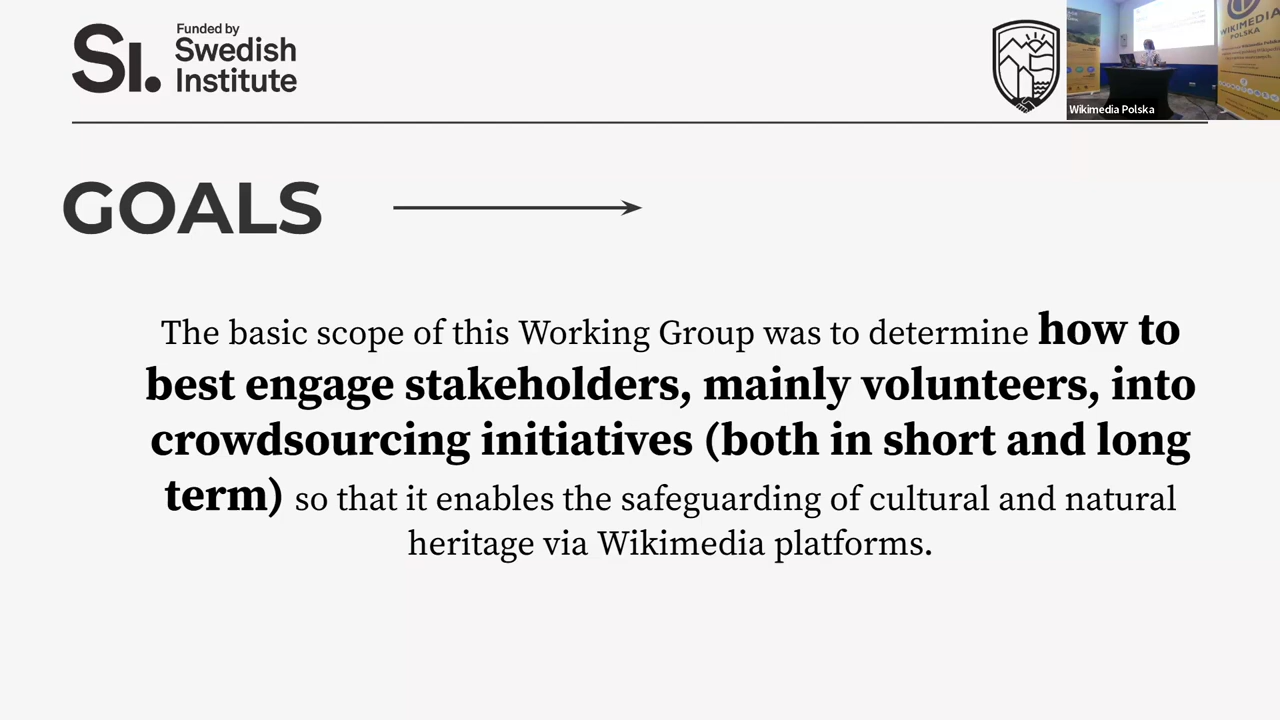 SI. Funded by
Swedish
Institute
WIKIMEDIA
POLSKA
Wikimedia Polska
GOALS
The basic scope of this Working Group was to determine how to
best engage stakeholders, mainly volunteers, into
crowdsourcing initiatives (both in short and long
term) so that it enables the safeguarding of cultural and natural
heritage via Wikimedia platforms.